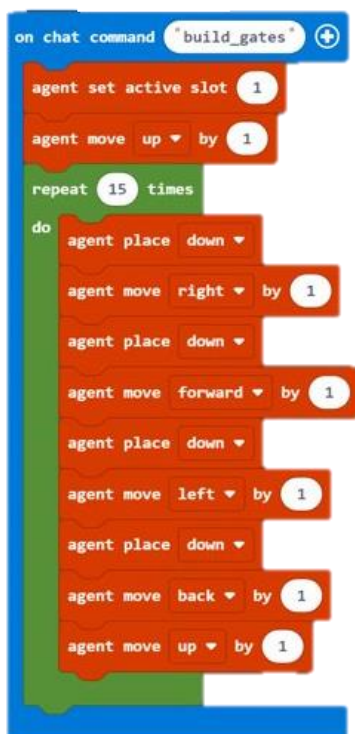 on chat command "build_gates"
agent set active slot 1
agent move up by 1
repeat 15 times
do
agent place down
agent move right by 1
agent place down
agent move forward by 1
agent place down
agent move left by 1
agent place down
agent move back by 1
agent move up by 1